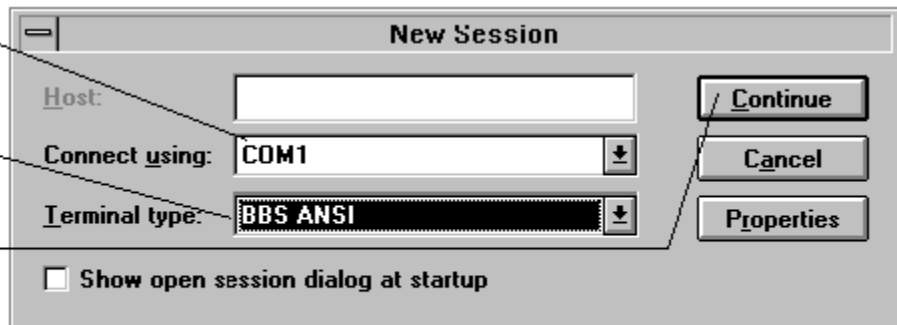 New Session
Host:
Continue
Connect using: COM1
Cancel
Terminal type: BBS ANSI
Properties
Show open session dialog at startup